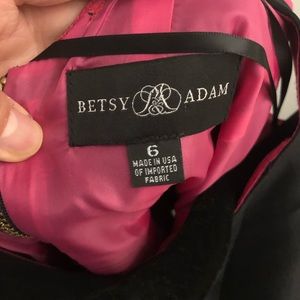 BETSY ADAM
6
MADE IN USA
OF IMPORTED
FABRIC